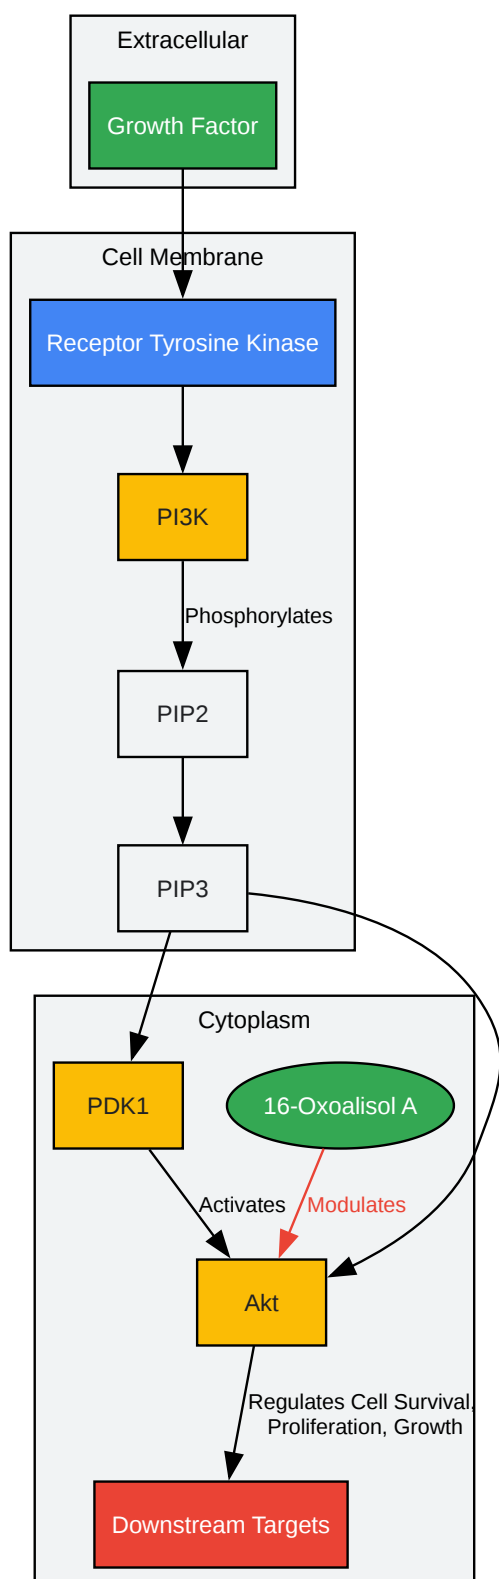 Extracellular
Growth Factor
Cell Membrane
Receptor Tyrosine Kinase
PI3K
Phosphorylates
PIP2
PIP3
Cytoplasm
PDK1
16-Oxoalisol A
Activates
Modulates
Akt
Regulates Cell Survival,
Proliferation, Growth
Downstream Targets